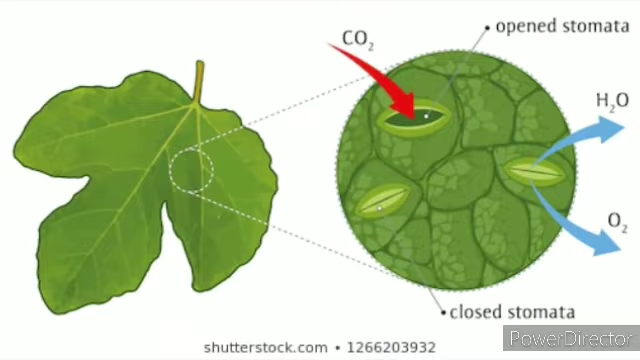 opened stomata
CO₂
H₂O
O₂
closed stomata
shutterstock.com • 1266203932
PowerDirector